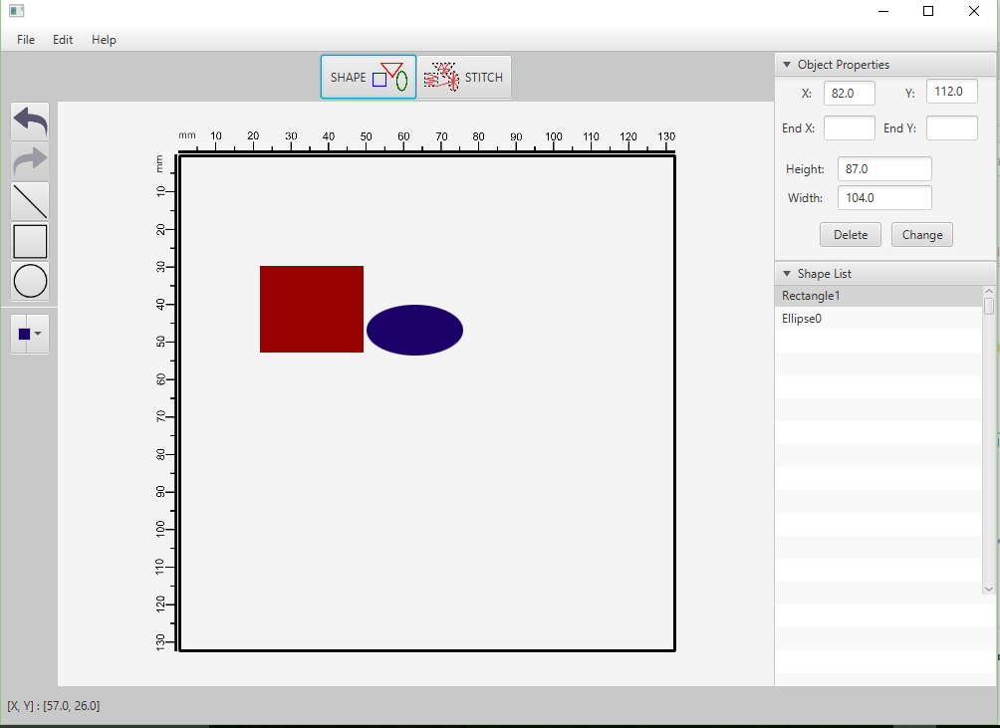 File Edit Help
SHAPE STITCH
Object Properties
X: 82.0 Y: 112.0
End X: End Y:
Height: 87.0
Width: 104.0
Delete Change
Shape List
Rectangle1
Ellipse0
mm 10 20 30 40 50 60 70 80 90 100 110 120 130
mm
10
20
30
40
50
60
70
80
90
100
110
120
130
[X, Y] : [57.0, 26.0]